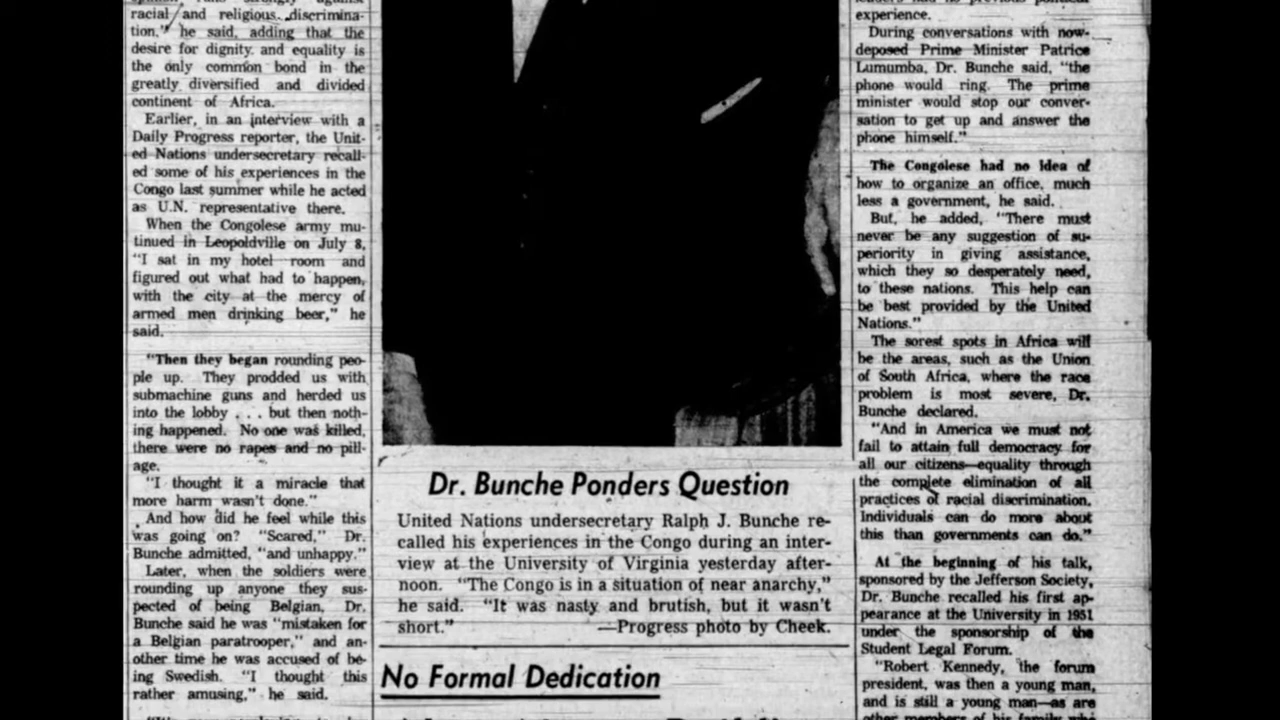 racial and religious discrimina-
tion," he said, adding that the
desire for dignity and equality is
the only common bond in the
greatly diversified and divided
continent of Africa.
Earlier, in an interview with a
Daily Progress reporter, the Unit-
ed Nations undersecretary recall-
ed some of his experiences in the
Congo last summer while he acted
as U.N. representative there.
When the Congolese army mu-
tinued in Leopoldville on July 8,
"I sat in my hotel room and
figured out what had to happen,
with the city at the mercy of
armed men drinking beer," he
said.
"Then they began rounding peo-
ple up. They prodded us with
submachine guns and herded us
into the lobby . . . but then noth-
ing happened. No one was killed,
there were no rapes and no pill-
age.
"I thought it a miracle that
more harm wasn't done."
And how did he feel while this
was going on? "Scared," Dr.
Bunche admitted, "and unhappy."
Later, when the soldiers were
rounding up anyone they sus-
pected of being Belgian, Dr.
Bunche said he was "mistaken for
a Belgian paratrooper," and an-
other time he was accused of be-
ing Swedish. "I thought this
rather amusing," he said.
Dr. Bunche Ponders Question
United Nations undersecretary Ralph J. Bunche re-
called his experiences in the Congo during an inter-
view at the University of Virginia yesterday after-
noon. "The Congo is in a situation of near anarchy,"
he said. "It was nasty and brutish, but it wasn't
short." —Progress photo by Cheek.
No Formal Dedication
experience.
During conversations with now-
deposed Prime Minister Patrice
Lumumba, Dr. Bunche said, "the
phone would ring. The prime
minister would stop our conver-
sation to get up and answer the
phone himself."
The Congolese had no idea of
how to organize an office, much
less a government, he said.
But, he added, "There must
never be any suggestion of su-
periority in giving assistance,
which they so desperately need,
to these nations. This help can
be best provided by the United
Nations."
The sorest spots in Africa will
be the areas, such as the Union
of South Africa, where the race
problem is most severe, Dr.
Bunche declared.
"And in America we must not
fail to attain full democracy for
all our citizens—equality through
the complete elimination of all
practices of racial discrimination.
Individuals can do more about
this than governments can do."
At the beginning of his talk,
sponsored by the Jefferson Society,
Dr. Bunche recalled his first ap-
pearance at the University in 1951
under the sponsorship of the
Student Legal Forum.
"Robert Kennedy, the forum
president, was then a young man,
and is still a young man—as are
other members of his family who